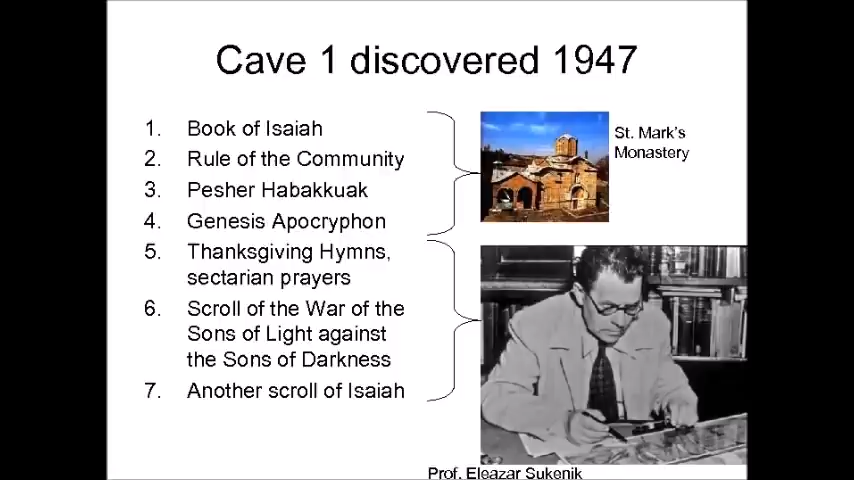 Cave 1 discovered 1947
1. Book of Isaiah
2. Rule of the Community
3. Pesher Habakkuak
4. Genesis Apocryphon
5. Thanksgiving Hymns,
sectarian prayers
6. Scroll of the War of the
Sons of Light against
the Sons of Darkness
7. Another scroll of Isaiah
St. Mark's
Monastery
Prof. Eleazar Sukenik